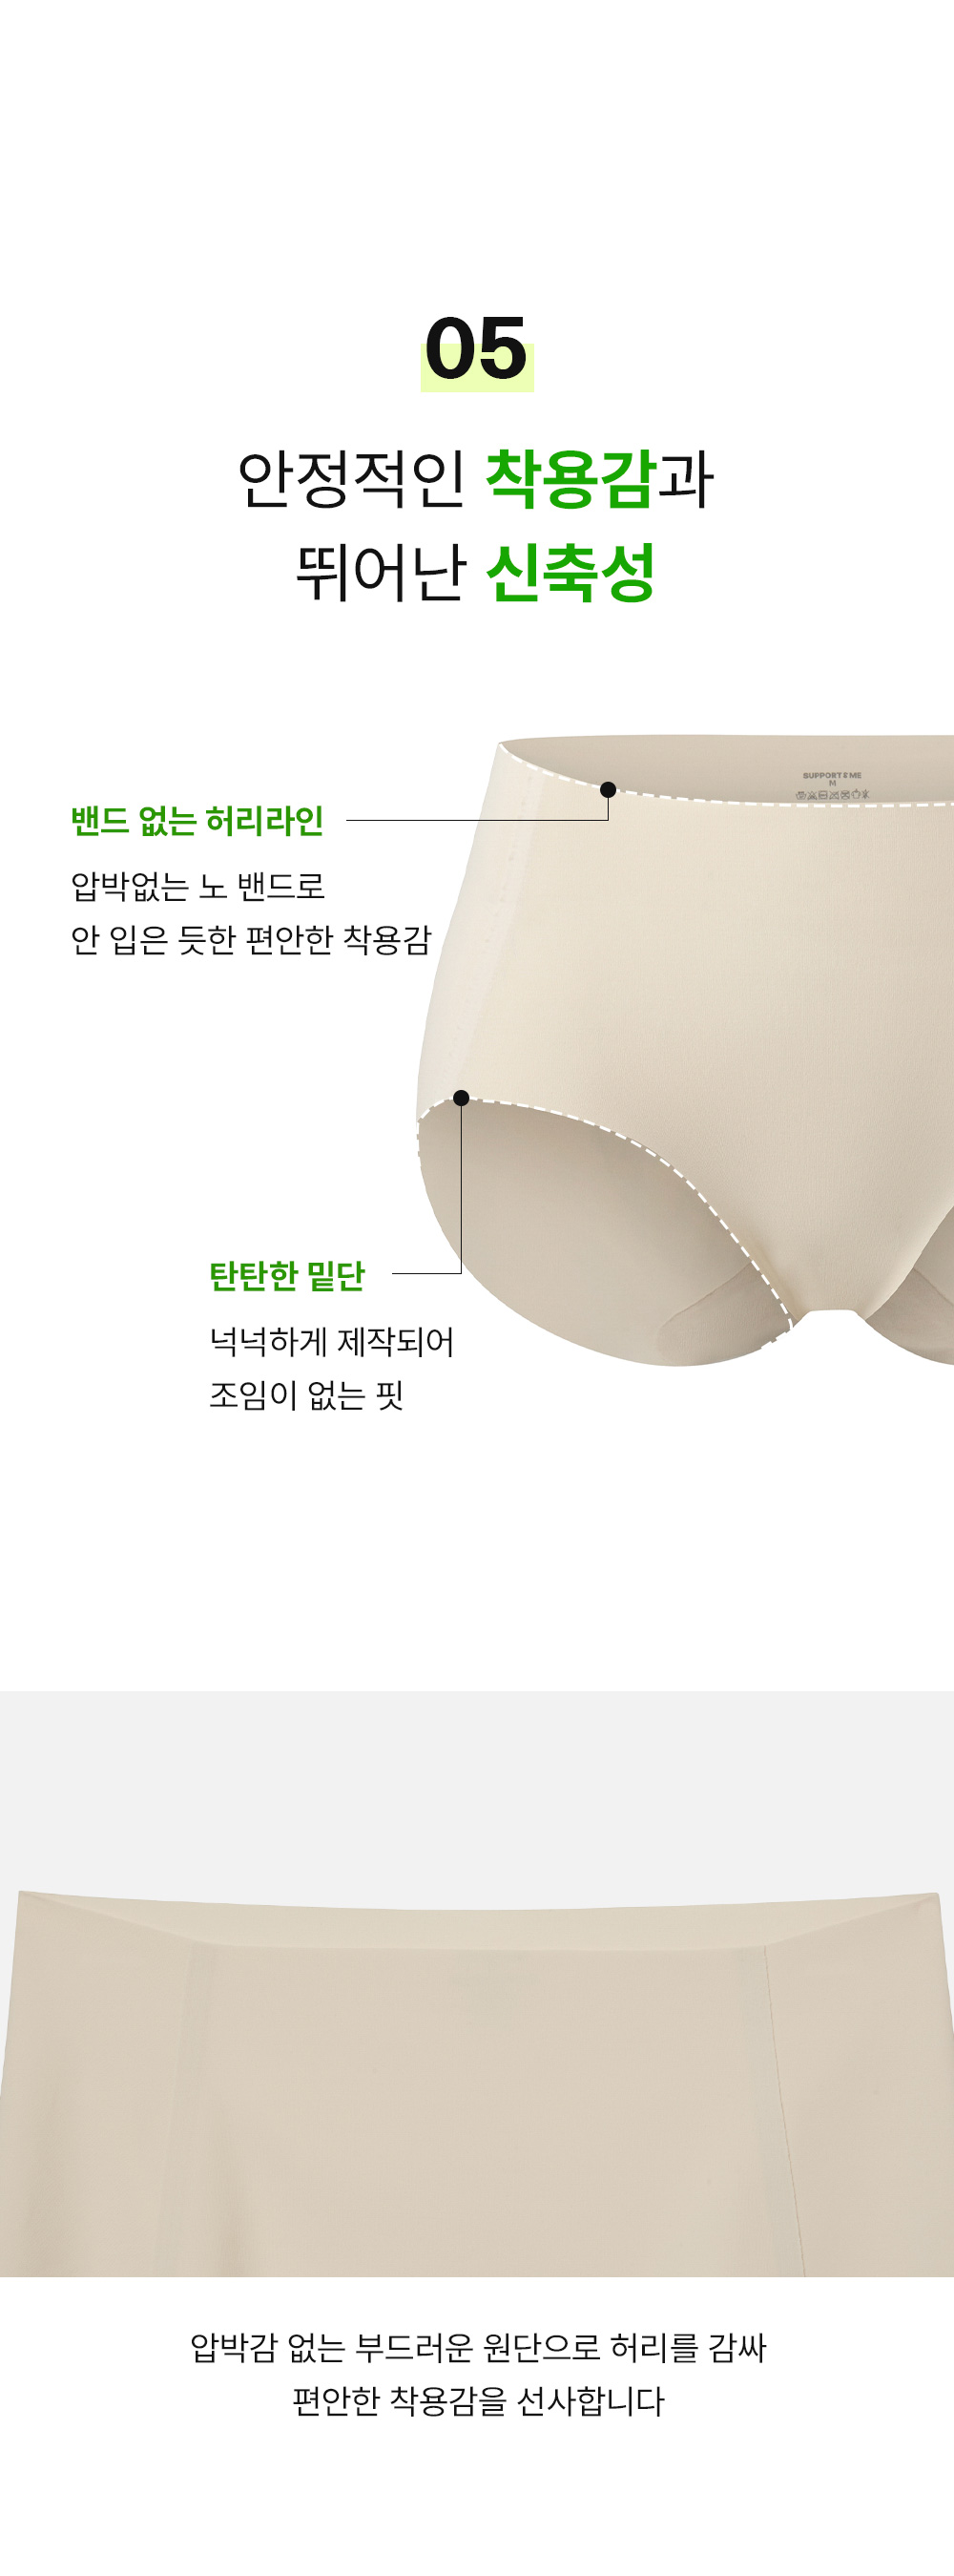 05
안정적인 착용감과
뛰어난 신축성
SUPPORT ME
M
밴드 없는 허리라인
압박없는 노 밴드로
안 입은 듯한 편안한 착용감
탄탄한 밑단
넉넉하게 제작되어
조임이 없는 핏
압박감 없는 부드러운 원단으로 허리를 감싸
편안한 착용감을 선사합니다